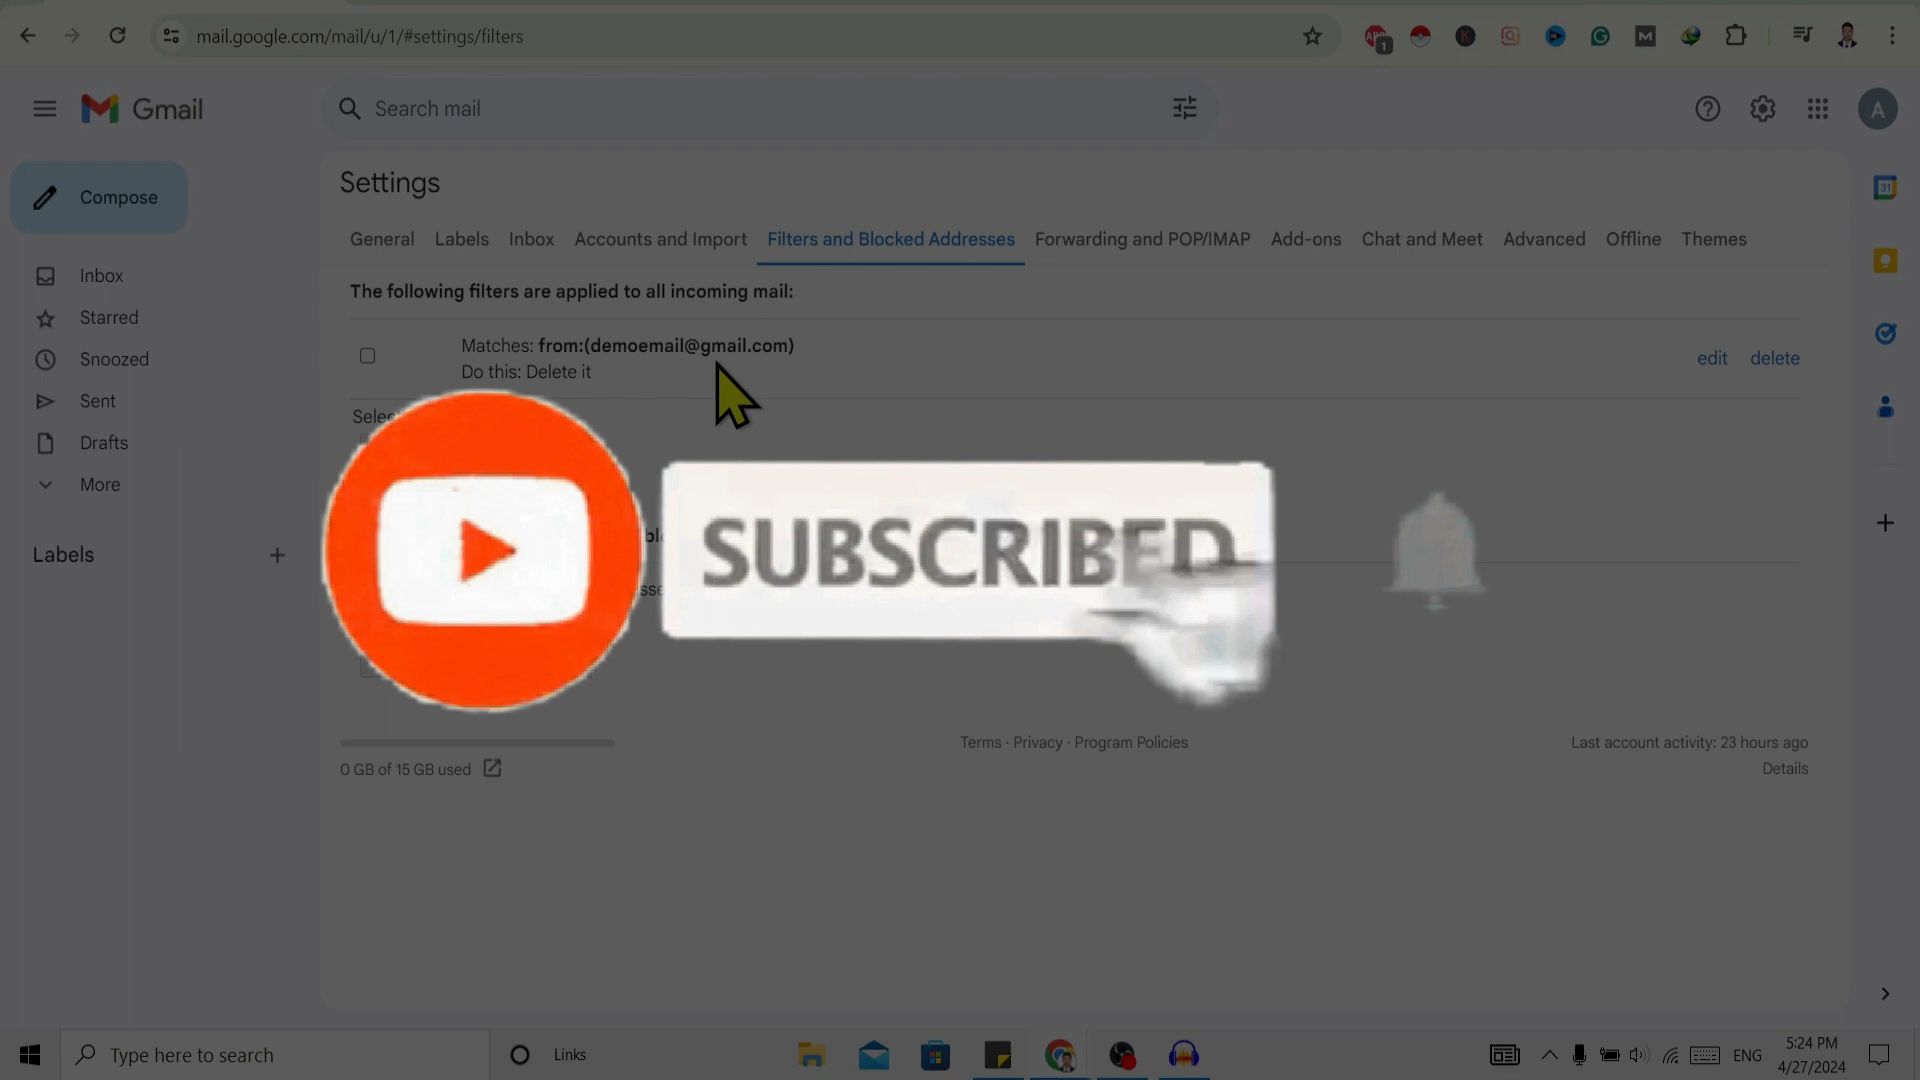 mail.google.com/mail/u/1/#settings/filters
1
Gmail
Search mail
A
Compose
Settings
General Labels Inbox Accounts and Import Filters and Blocked Addresses Forwarding and POP/IMAP Add-ons Chat and Meet Advanced Offline Themes
The following filters are applied to all incoming mail:
Matches: from:(demoemail@gmail.com)
Do this: Delete it
edit delete
Inbox
Starred
Snoozed
Sent
Drafts
More
Labels
31
SUBSCRIBED
Terms · Privacy · Program Policies
Last account activity: 23 hours ago
Details
0 GB of 15 GB used
Type here to search
Links
ENG
5:24 PM
4/27/2024